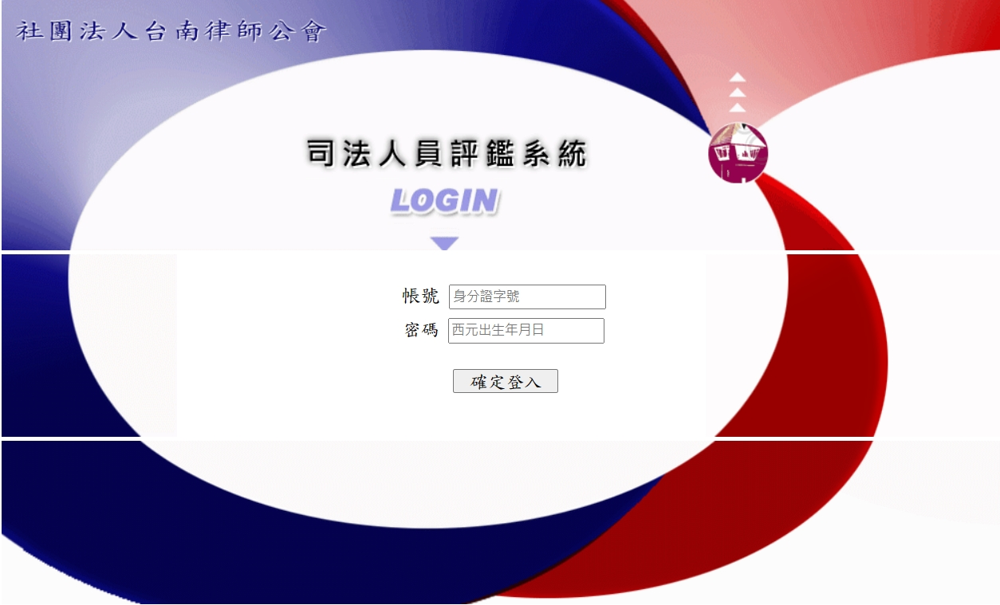 社團法人台南律師公會
司法人員評鑑系統
LOGIN
帳號 身分證字號
密碼 西元出生年月日
確定登入